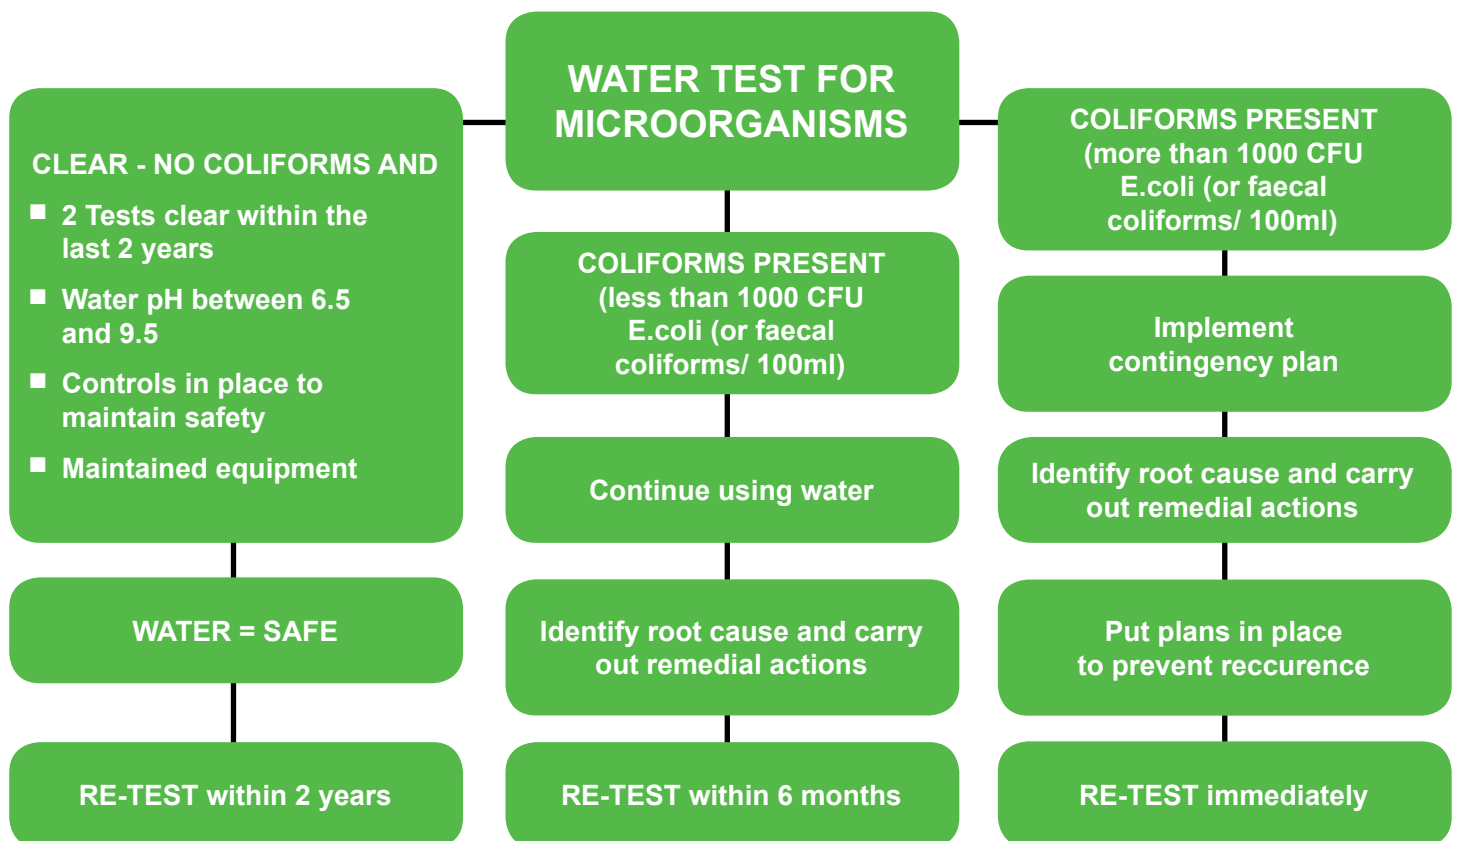 WATER TEST FOR
MICROORGANISMS
CLEAR - NO COLIFORMS AND
■ 2 Tests clear within the
last 2 years
■ Water pH between 6.5
and 9.5
■ Controls in place to
maintain safety
■ Maintained equipment
WATER = SAFE
RE-TEST within 2 years
COLIFORMS PRESENT
(less than 1000 CFU
E.coli (or faecal
coliforms/ 100ml)
Continue using water
Identify root cause and carry
out remedial actions
RE-TEST within 6 months
COLIFORMS PRESENT
(more than 1000 CFU
E.coli (or faecal
coliforms/ 100ml)
Implement
contingency plan
Identify root cause and carry
out remedial actions
Put plans in place
to prevent reccurence
RE-TEST immediately